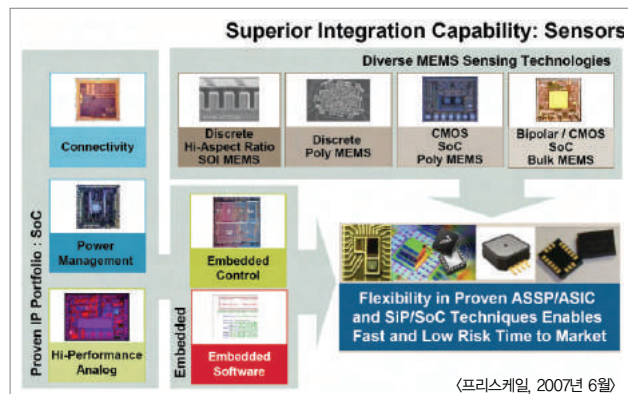 Superior Integration Capability: Sensors
Diverse MEMS Sensing Technologies
Discrete
Hi-Aspect Ratio
SOI MEMS
Discrete
Poly MEMS
CMOS
SoC
Poly MEMS
Bipolar / CMOS
SoC
Bulk MEMS
Proven IP Portfolio : SoC
Connectivity
Power
Management
Hi-Performance
Analog
Embedded
Embedded
Control
Embedded
Software
Flexibility in Proven ASSP/ASIC
and SiP/SoC Techniques Enables
Fast and Low Risk Time to Market
〈프리스케일, 2007년 6월〉